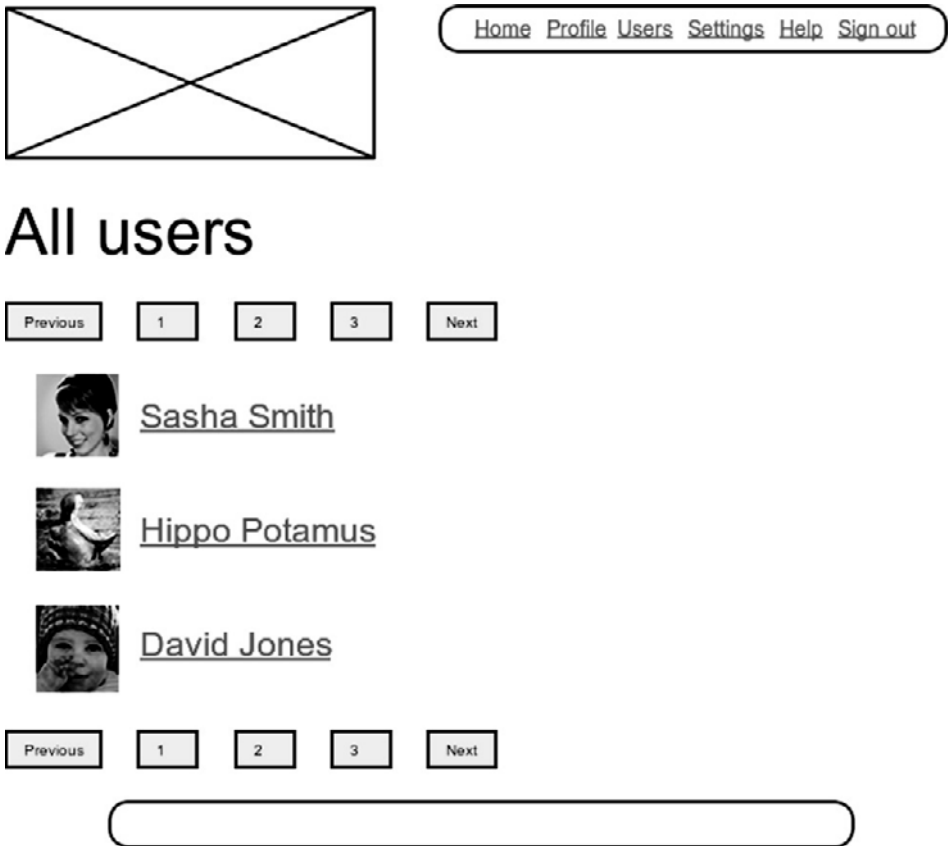 Home Profile Users Settings Help Sign out
All users
Previous 1 2 3 Next
Sasha Smith
Hippo Potamus
David Jones
Previous 1 2 3 Next